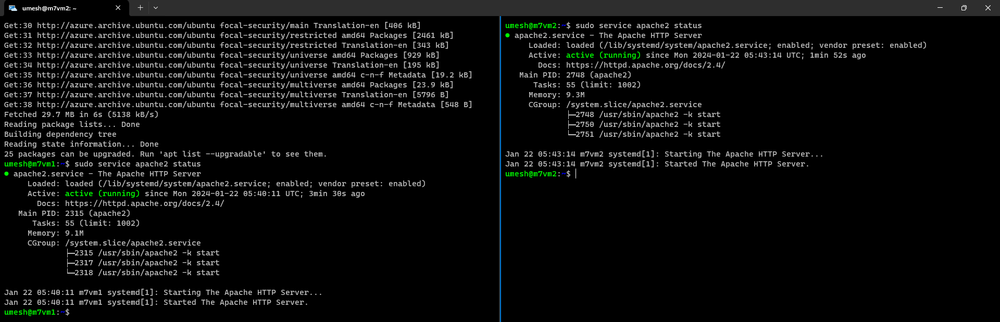 umesh@m7vm2: ~
Get:30 http://azure.archive.ubuntu.com/ubuntu focal-security/main Translation-en [406 kB]
Get:31 http://azure.archive.ubuntu.com/ubuntu focal-security/restricted amd64 Packages [2461 kB]
Get:32 http://azure.archive.ubuntu.com/ubuntu focal-security/restricted Translation-en [343 kB]
Get:33 http://azure.archive.ubuntu.com/ubuntu focal-security/universe amd64 Packages [929 kB]
Get:34 http://azure.archive.ubuntu.com/ubuntu focal-security/universe Translation-en [195 kB]
Get:35 http://azure.archive.ubuntu.com/ubuntu focal-security/universe amd64 c-n-f Metadata [19.2 kB]
Get:36 http://azure.archive.ubuntu.com/ubuntu focal-security/multiverse amd64 Packages [23.9 kB]
Get:37 http://azure.archive.ubuntu.com/ubuntu focal-security/multiverse Translation-en [5796 B]
Get:38 http://azure.archive.ubuntu.com/ubuntu focal-security/multiverse amd64 c-n-f Metadata [548 B]
Fetched 29.7 MB in 6s (5138 kB/s)
Reading package lists... Done
Building dependency tree
Reading state information... Done
25 packages can be upgraded. Run 'apt list --upgradable' to see them.
umesh@m7vm1:~$ sudo service apache2 status
● apache2.service - The Apache HTTP Server
     Loaded: loaded (/lib/systemd/system/apache2.service; enabled; vendor preset: enabled)
     Active: active (running) since Mon 2024-01-22 05:40:11 UTC; 3min 30s ago
       Docs: https://httpd.apache.org/docs/2.4/
   Main PID: 2315 (apache2)
      Tasks: 55 (limit: 1002)
     Memory: 9.1M
     CGroup: /system.slice/apache2.service
             ├─2315 /usr/sbin/apache2 -k start
             ├─2317 /usr/sbin/apache2 -k start
             └─2318 /usr/sbin/apache2 -k start
Jan 22 05:40:11 m7vm1 systemd[1]: Starting The Apache HTTP Server...
Jan 22 05:40:11 m7vm1 systemd[1]: Started The Apache HTTP Server.
umesh@m7vm1:~$
umesh@m7vm2:~$ sudo service apache2 status
● apache2.service - The Apache HTTP Server
     Loaded: loaded (/lib/systemd/system/apache2.service; enabled; vendor preset: enabled)
     Active: active (running) since Mon 2024-01-22 05:43:14 UTC; 1min 52s ago
       Docs: https://httpd.apache.org/docs/2.4/
   Main PID: 2748 (apache2)
      Tasks: 55 (limit: 1002)
     Memory: 9.3M
     CGroup: /system.slice/apache2.service
             ├─2748 /usr/sbin/apache2 -k start
             ├─2750 /usr/sbin/apache2 -k start
             └─2751 /usr/sbin/apache2 -k start
Jan 22 05:43:14 m7vm2 systemd[1]: Starting The Apache HTTP Server...
Jan 22 05:43:14 m7vm2 systemd[1]: Started The Apache HTTP Server.
umesh@m7vm2:~$